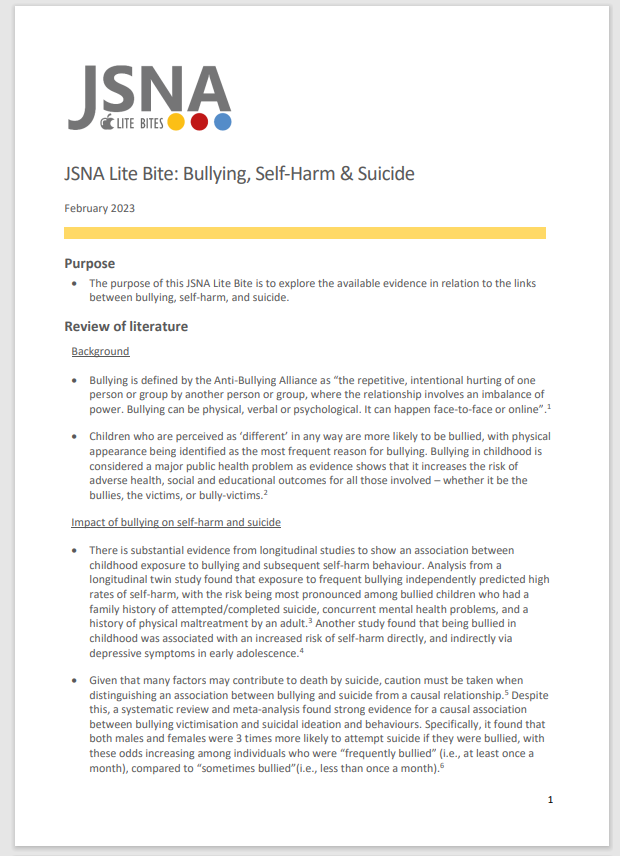 JSNA
LITE BITES
JSNA Lite Bite: Bullying, Self-Harm & Suicide
February 2023
Purpose
• The purpose of this JSNA Lite Bite is to explore the available evidence in relation to the links
between bullying, self-harm, and suicide.
Review of literature
Background
• Bullying is defined by the Anti-Bullying Alliance as “the repetitive, intentional hurting of one
person or group by another person or group, where the relationship involves an imbalance of
power. Bullying can be physical, verbal or psychological. It can happen face-to-face or online”.¹
• Children who are perceived as ‘different’ in any way are more likely to be bullied, with physical
appearance being identified as the most frequent reason for bullying. Bullying in childhood is
considered a major public health problem as evidence shows that it increases the risk of
adverse health, social and educational outcomes for all those involved – whether it be the
bullies, the victims, or bully-victims.²
Impact of bullying on self-harm and suicide
• There is substantial evidence from longitudinal studies to show an association between
childhood exposure to bullying and subsequent self-harm behaviour. Analysis from a
longitudinal twin study found that exposure to frequent bullying independently predicted high
rates of self-harm, with the risk being most pronounced among bullied children who had a
family history of attempted/completed suicide, concurrent mental health problems, and a
history of physical maltreatment by an adult.³ Another study found that being bullied in
childhood was associated with an increased risk of self-harm directly, and indirectly via
depressive symptoms in early adolescence.⁴
• Given that many factors may contribute to death by suicide, caution must be taken when
distinguishing an association between bullying and suicide from a causal relationship.⁵ Despite
this, a systematic review and meta-analysis found strong evidence for a causal association
between bullying victimisation and suicidal ideation and behaviours. Specifically, it found that
both males and females were 3 times more likely to attempt suicide if they were bullied, with
these odds increasing among individuals who were “frequently bullied” (i.e., at least once a
month), compared to “sometimes bullied”(i.e., less than once a month).⁶
1